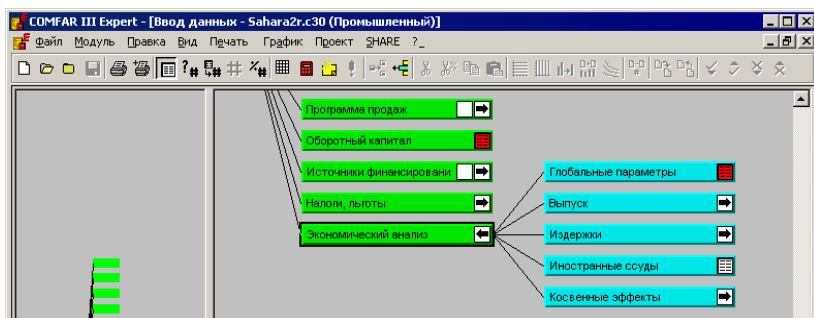 COMFAR III Expert - [Ввод данных - Sahara2r.c30 (Промышленный)]
Файл Модуль Правка Вид Печать График Проект SHARE ?_
Программа продаж
Оборотный капитал
Источники финансировани
Глобальные параметры
Налоги, льготы
Выпуск
Экономический анализ
Издержки
Иностранные ссуды
Косвенные эффекты